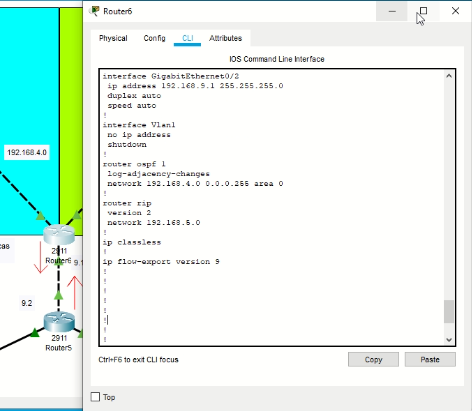 Router6
Physical Config CLI Attributes
IOS Command Line Interface
interface GigabitEthernet0/2
ip address 192.168.9.1 255.255.255.0
duplex auto
speed auto
!
interface Vlan1
no ip address
shutdown
!
router ospf 1
log-adjacency-changes
network 192.168.4.0 0.0.0.255 area 0
!
router rip
version 2
network 192.168.5.0
!
ip classless
!
ip flow-export version 9
!
!
!
!
!
!
!
Ctrl+F6 to exit CLI focus
Copy Paste
Top
192.168.4.0
cas
2911
Router6
9.1
9.2
2911
Router5